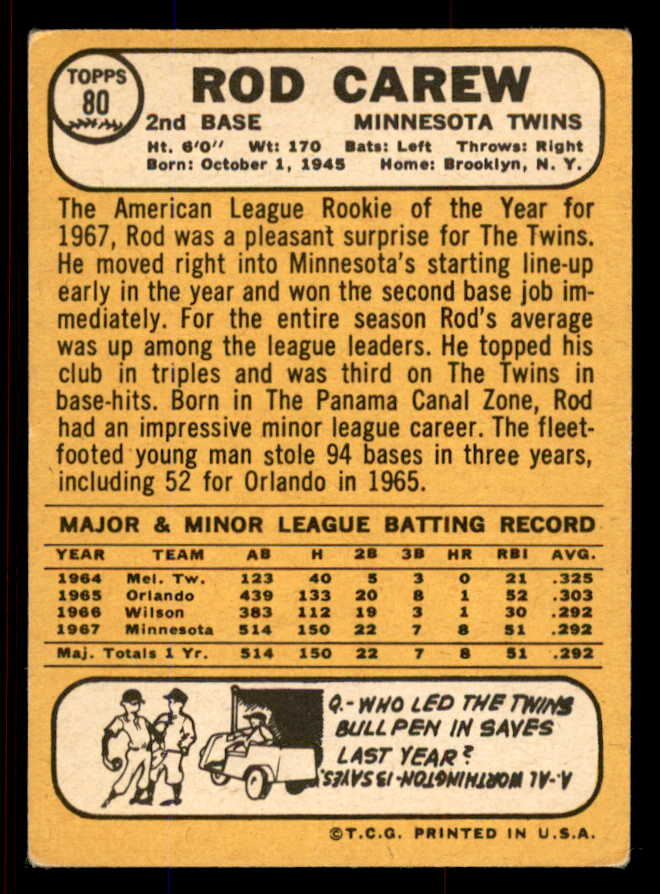 TOPPS
80
ROD CAREW
2nd BASE MINNESOTA TWINS
Ht. 6'0" Wt: 170 Bats: Left Throws: Right
Born: October 1, 1945 Home: Brooklyn, N. Y.
The American League Rookie of the Year for
1967, Rod was a pleasant surprise for The Twins.
He moved right into Minnesota's starting line-up
early in the year and won the second base job im-
mediately. For the entire season Rod's average
was up among the league leaders. He topped his
club in triples and was third on The Twins in
base-hits. Born in The Panama Canal Zone, Rod
had an impressive minor league career. The fleet-
footed young man stole 94 bases in three years,
including 52 for Orlando in 1965.
MAJOR & MINOR LEAGUE BATTING RECORD
YEAR TEAM AB H 2B 3B HR RBI AVG.
1964 Mel. Tw. 123 40 5 3 0 21 .325
1965 Orlando 439 133 20 8 1 52 .303
1966 Wilson 383 112 19 3 1 30 .292
1967 Minnesota 514 150 22 7 8 51 .292
Maj. Totals 1 Yr. 514 150 22 7 8 51 .292
Q.- WHO LED THE TWINS
BULLPEN IN SAVES
LAST YEAR?
A.-AL WORTHINGTON-13 SAVES.
©T.C.G. PRINTED IN U.S.A.